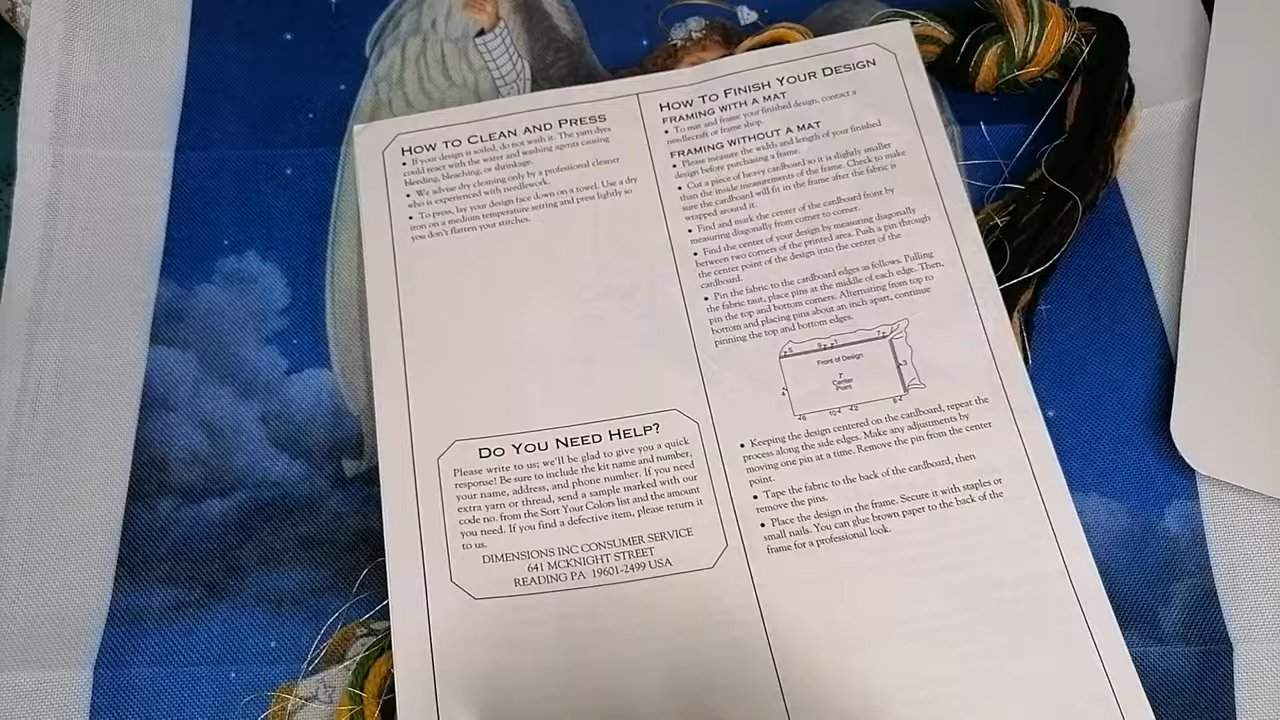 HOW TO CLEAN AND PRESS
• If your design is soiled, do not wash it. The yarn dyes
could react with the water and washing agents causing
bleeding, bleaching, or shrinkage.
• We advise dry cleaning only by a professional cleaner
who is experienced with needlework.
• To press, lay your design face down on a towel. Use a dry
iron on a medium temperature setting and press lightly so
you don't flatten your stitches.
DO YOU NEED HELP?
Please write to us; we'll be glad to give you a quick
response! Be sure to include the kit name and number,
your name, address, and phone number. If you need
extra yarn or thread, send a sample marked with our
code no. from the Sort Your Colors list and the amount
you need. If you find a defective item, please return it
to us.
DIMENSIONS INC CONSUMER SERVICE
641 MCKNIGHT STREET
READING PA 19601-2499 USA
HOW TO FINISH YOUR DESIGN
FRAMING WITH A MAT
• To mat and frame your finished design, contact a
needlecraft or frame shop.
FRAMING WITHOUT A MAT
• Please measure the width and length of your finished
design before purchasing a frame.
• Cut a piece of heavy cardboard so it is slightly smaller
than the inside measurements of the frame. Check to make
sure the cardboard will fit in the frame after the fabric is
wrapped around it.
• Find and mark the center of the cardboard front by
measuring diagonally from corner to corner.
• Find the center of your design by measuring diagonally
between two corners of the printed area. Push a pin through
the center point of the design into the center of the
cardboard.
• Pin the fabric to the cardboard edges as follows. Pulling
the fabric taut, place pins at the middle of each edge. Then,
pin the top and bottom corners. Alternating from top to
bottom and placing pins about an inch apart, continue
pinning the top and bottom edges.
5 9 1 7
Front of Design
3
Center
Point
4
6 10 2 8
• Keeping the design centered on the cardboard, repeat the
process along the side edges. Make any adjustments by
moving one pin at a time. Remove the pin from the center
point.
• Tape the fabric to the back of the cardboard, then
remove the pins.
• Place the design in the frame. Secure it with staples or
small nails. You can glue brown paper to the back of the
frame for a professional look.